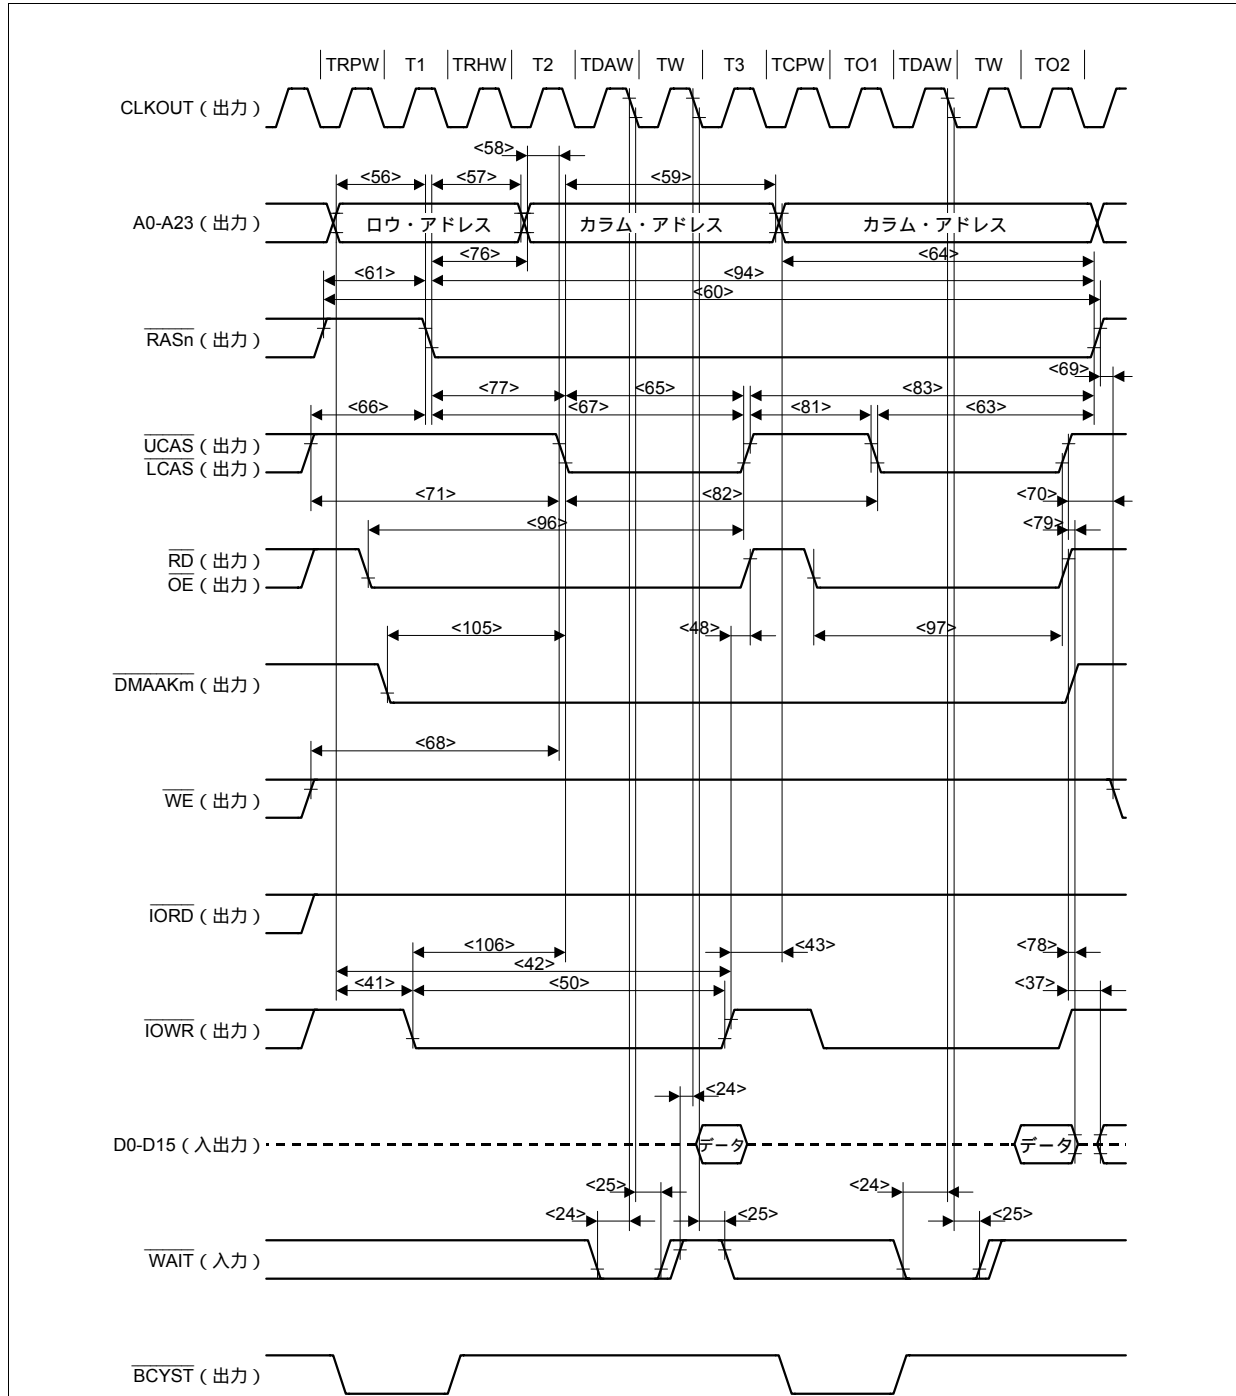 TRPW T1 TRHW T2 TDAW TW T3 TCPW TO1 TDAW TW TO2
CLKOUT（出力）
<58>
<56> <57> <59>
A0-A23（出力） ロウ・アドレス カラム・アドレス カラム・アドレス
<76> <64>
<61> <94>
<60>
RASn（出力）
<69>
<77> <65> <83>
<66> <67> <81> <63>
UCAS（出力）
LCAS（出力）
<71> <82> <70>
<96> <79>
RD（出力）
OE（出力）
<105> <48> <97>
DMAAKm（出力）
<68>
WE（出力）
IORD（出力）
<106> <43> <78>
<42>
<41> <50> <37>
IOWR（出力）
<24>
D0-D15（入出力） データ データ
<25> <24>
<24> <25> <25>
WAIT（入力）
BCYST（出力）